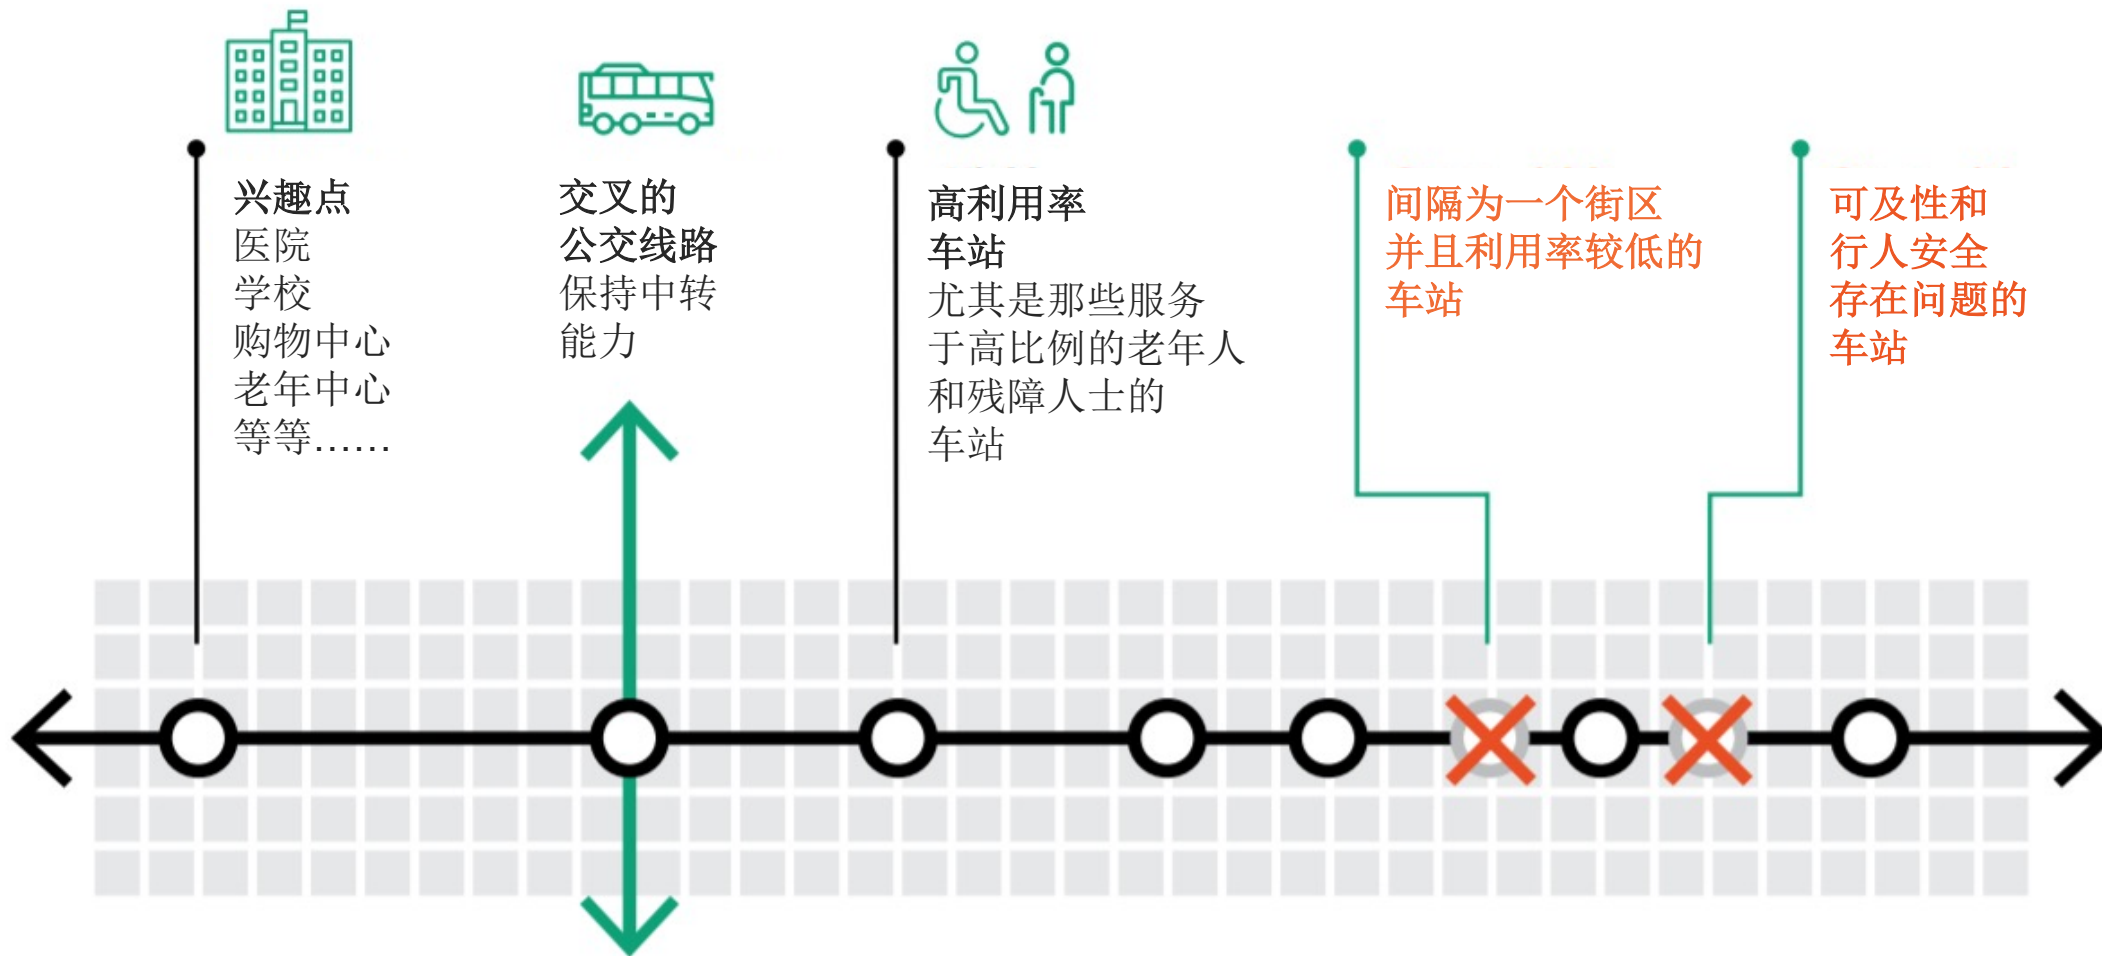 兴趣点
医院
学校
购物中心
老年中心
等等......
交叉的
公交线路
保持中转
能力
高利用率
车站
尤其是那些服务
于高比例的老年人
和残障人士的
车站
间隔为一个街区
并且利用率较低的
车站
可及性和
行人安全
存在问题的
车站